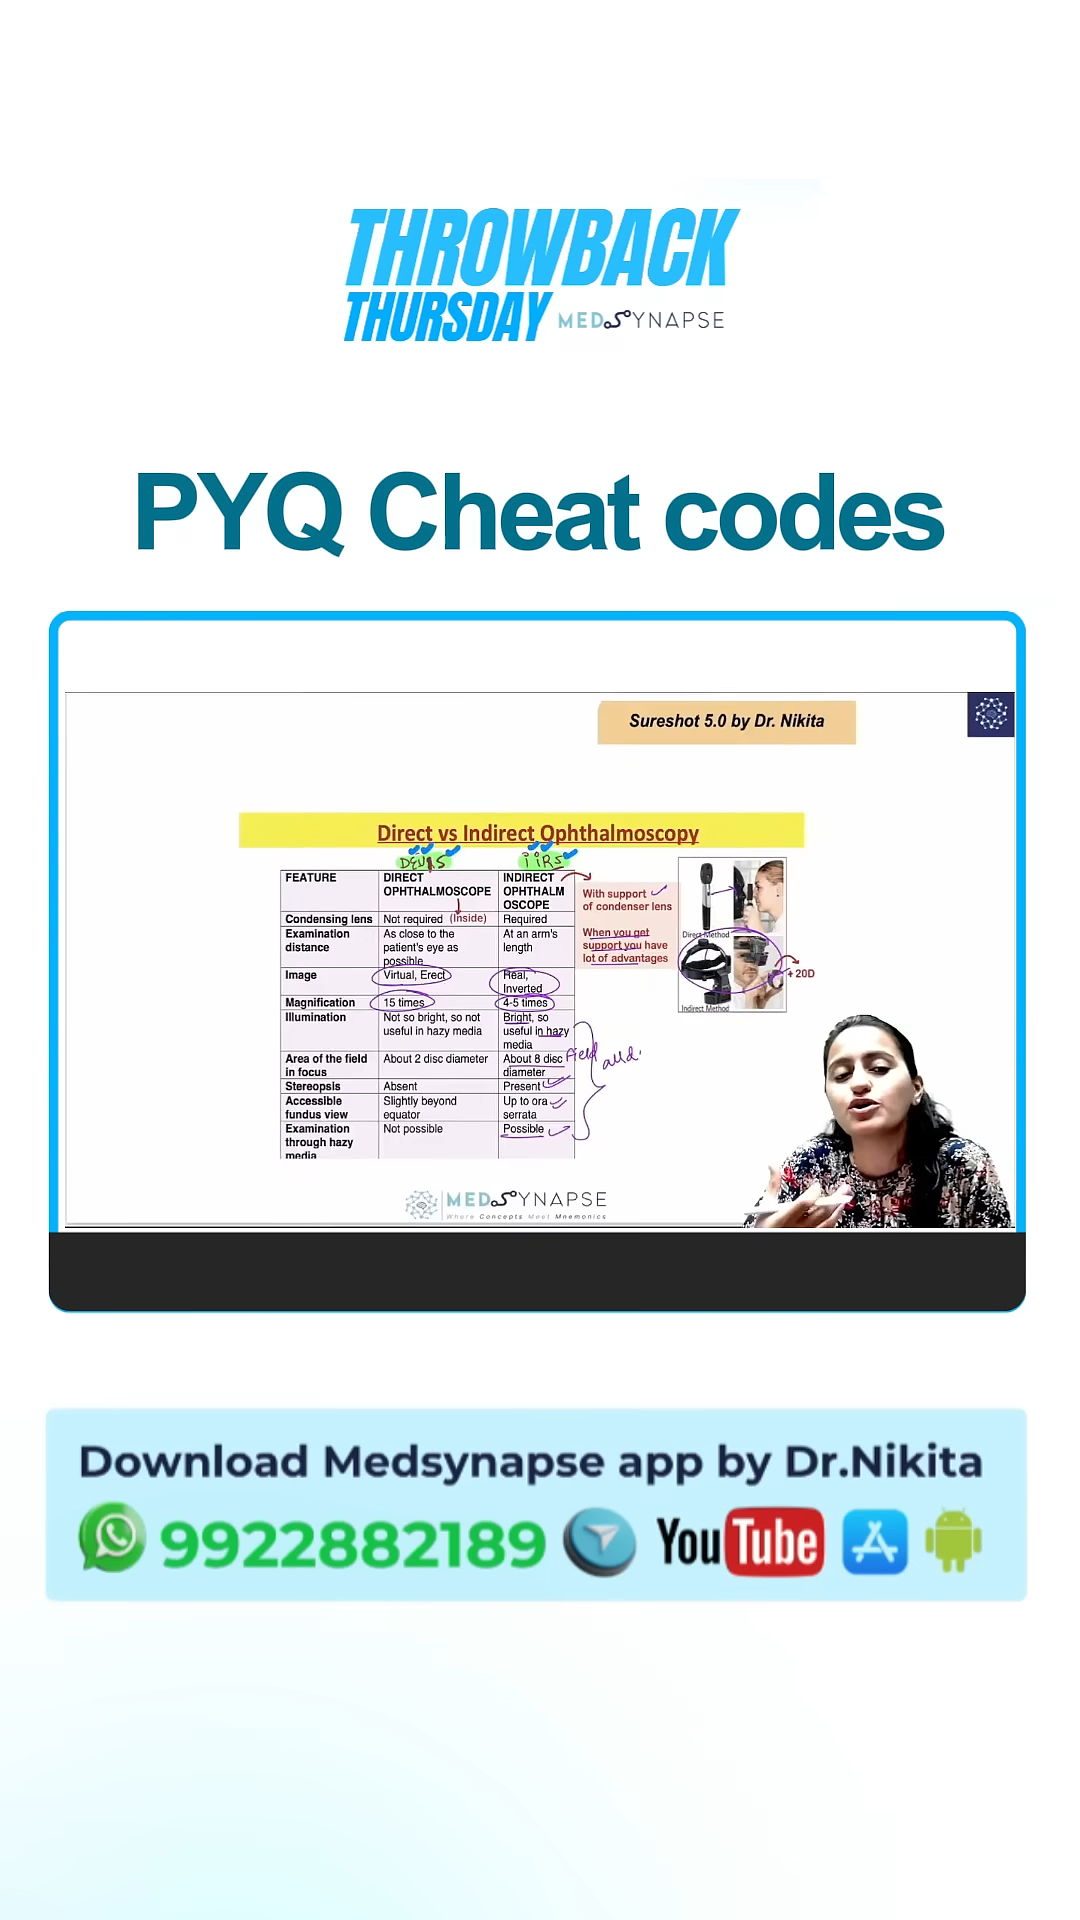 THROWBACK
THURSDAY MEDSYNAPSE
PYQ Cheat codes
Sureshot 5.0 by Dr. Nikita
Direct vs Indirect Ophthalmoscopy
DEVRS
IIRS
FEATURE
DIRECT
OPHTHALMOSCOPE
INDIRECT
OPHTHALM
OSCOPE
Condensing lens
Not required (Inside)
Required
Examination
distance
As close to the
patient's eye as
possible
At an arm's
length
Image
Virtual, Erect
Real,
Inverted
Magnification
15 times
4-5 times
Illumination
Not so bright, so not
useful in hazy media
Bright, so
useful in hazy
media
Area of the field
in focus
About 2 disc diameter
About 8 disc
diameter
Stereopsis
Absent
Present
Accessible
fundus view
Slightly beyond
equator
Up to ora
serrata
Examination
through hazy
media
Not possible
Possible
With support
of condenser lens
When you get
support you have
lot of advantages
Field
Direct Method
+20D
Indirect Method
MEDSYNAPSE
Where Concepts Meet Mnemonics
Download Medsynapse app by Dr.Nikita
9922882189
YouTube